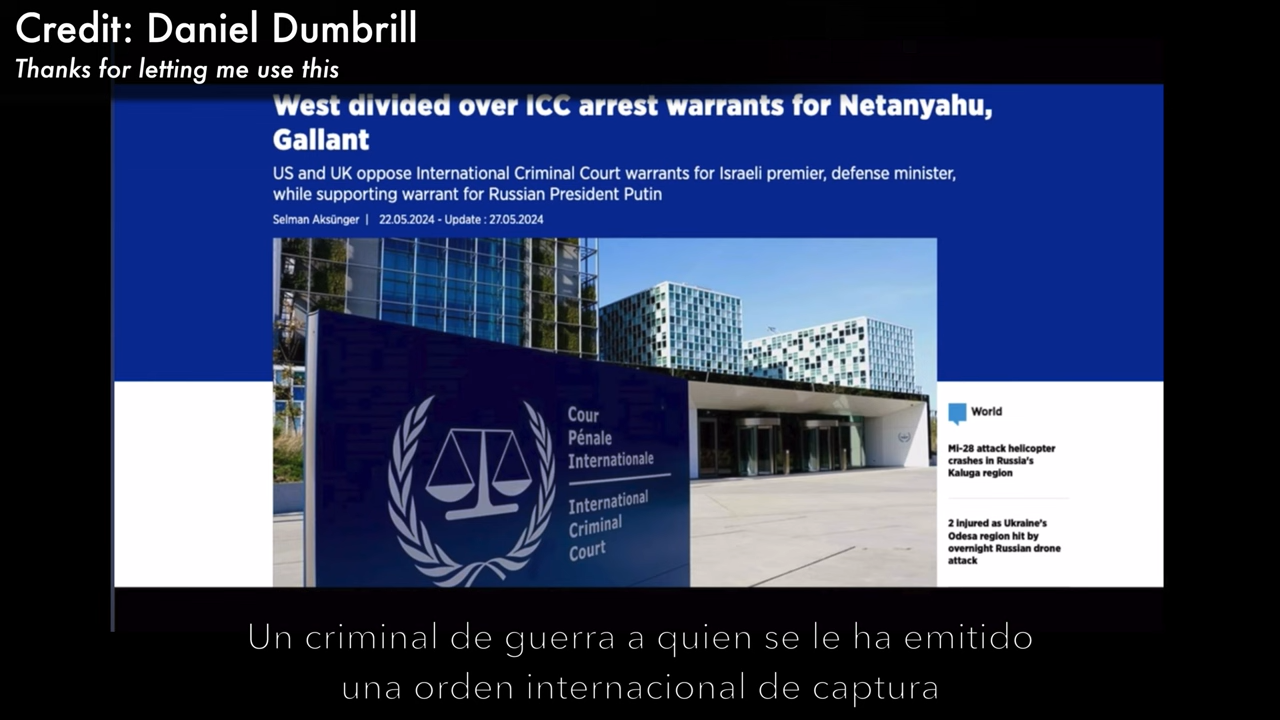 Credit: Daniel Dumbrill
Thanks for letting me use this
West divided over ICC arrest warrants for Netanyahu,
Gallant
US and UK oppose International Criminal Court warrants for Israeli premier, defense minister,
while supporting warrant for Russian President Putin
Selman Aksünger | 22.05.2024 - Update : 27.05.2024
Cour
Pénale
Internationale
International
Criminal
Court
World
Mi-28 attack helicopter
crashes in Russia's
Kaluga region
2 injured as Ukraine's
Odesa region hit by
overnight Russian drone
attack
Un criminal de guerra a quien se le ha emitido
una orden internacional de captura